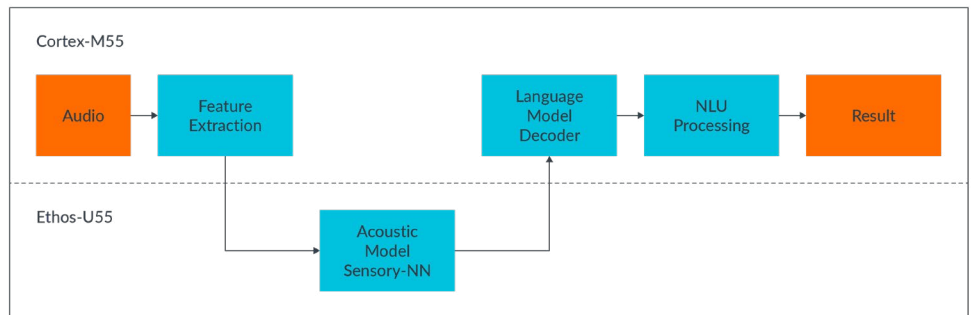 Cortex-M55
Audio
Feature
Extraction
Language
Model
Decoder
NLU
Processing
Result
Ethos-U55
Acoustic
Model
Sensory-NN